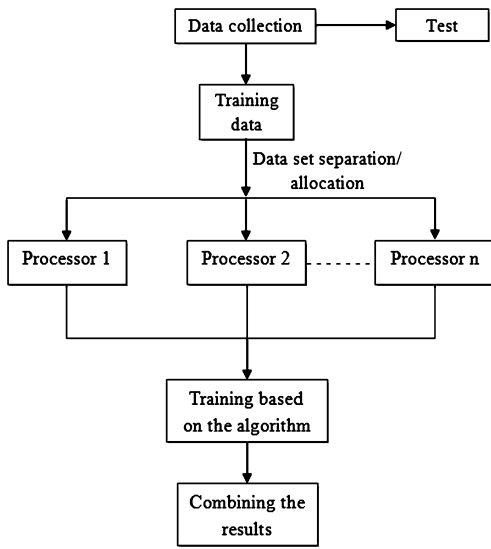 Data collection
Test
Training
data
Data set separation/
allocation
Processor 1
Processor 2
Processor n
Training based
on the algorithm
Combining the
results